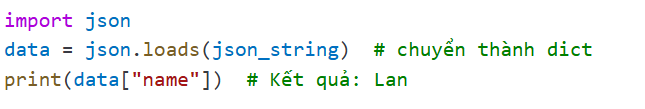 import json
data = json.loads(json_string)  # chuyển thành dict
print(data["name"])  # Kết quả: Lan